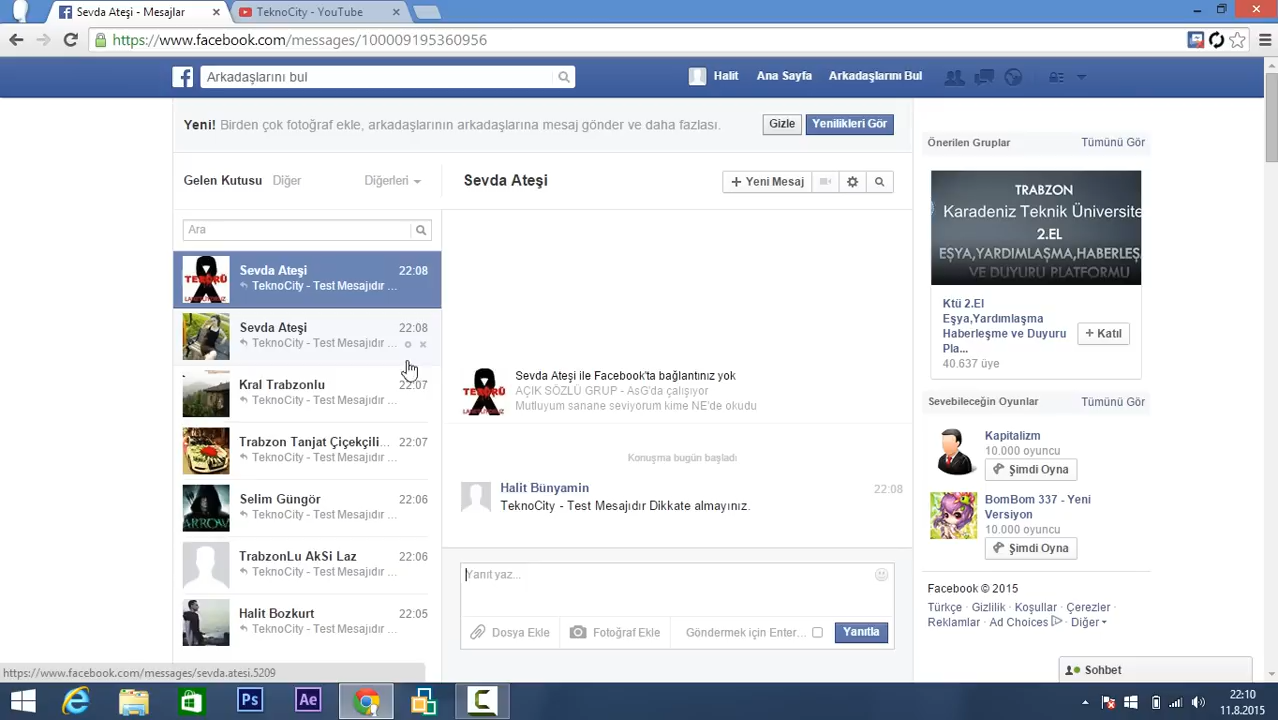 Sevda Ateşi - Mesajlar
TeknoCity - YouTube
https://www.facebook.com/messages/100009195360956
Arkadaşlarını bul
Halit
Ana Sayfa
Arkadaşlarını Bul
Yeni! Birden çok fotoğraf ekle, arkadaşlarının arkadaşlarına mesaj gönder ve daha fazlası.
Gizle
Yenilikleri Gör
Gelen Kutusu
Diğer
Diğerleri
Ara
Sevda Ateşi
22:08
TeknoCity - Test Mesajıdır ...
Sevda Ateşi
22:08
TeknoCity - Test Mesajıdır ...
Kral Trabzonlu
22:07
TeknoCity - Test Mesajıdır ...
Trabzon Tanjat Çiçekçili...
22:07
TeknoCity - Test Mesajıdır ...
Selim Güngör
22:06
TeknoCity - Test Mesajıdır ...
TrabzonLu AkSi Laz
22:06
TeknoCity - Test Mesajıdır ...
Halit Bozkurt
22:05
TeknoCity - Test Mesajıdır ...
Sevda Ateşi
+ Yeni Mesaj
Sevda Ateşi ile Facebook'ta bağlantınız yok
AÇIK SÖZLÜ GRUP - AsG'da çalışıyor
Mutluyum sanane seviyorum kime NE'de okudu
Konuşma bugün başladı
Halit Bünyamin
22:08
TeknoCity - Test Mesajıdır Dikkate almayınız.
Yanıt yaz...
Dosya Ekle
Fotoğraf Ekle
Göndermek için Enter...
Yanıtla
Önerilen Gruplar
Tümünü Gör
TRABZON
Karadeniz Teknik Üniversite
2.EL
EŞYA,YARDIMLAŞMA,HABERLEŞ
VE DUYURU PLATFORMU
Ktü 2.El
Eşya,Yardımlaşma
Haberleşme ve Duyuru
Pla...
+ Katıl
40.637 üye
Sevebileceğin Oyunlar
Tümünü Gör
Kapitalizm
10.000 oyuncu
Şimdi Oyna
BomBom 337 - Yeni
Versiyon
10.000 oyuncu
Şimdi Oyna
Facebook © 2015
Türkçe · Gizlilik · Koşullar · Çerezler ·
Reklamlar · Ad Choices · Diğer
Sohbet
https://www.facebook.com/messages/sevda.atesi.5209
Ps
Ae
22:10
11.8.2015